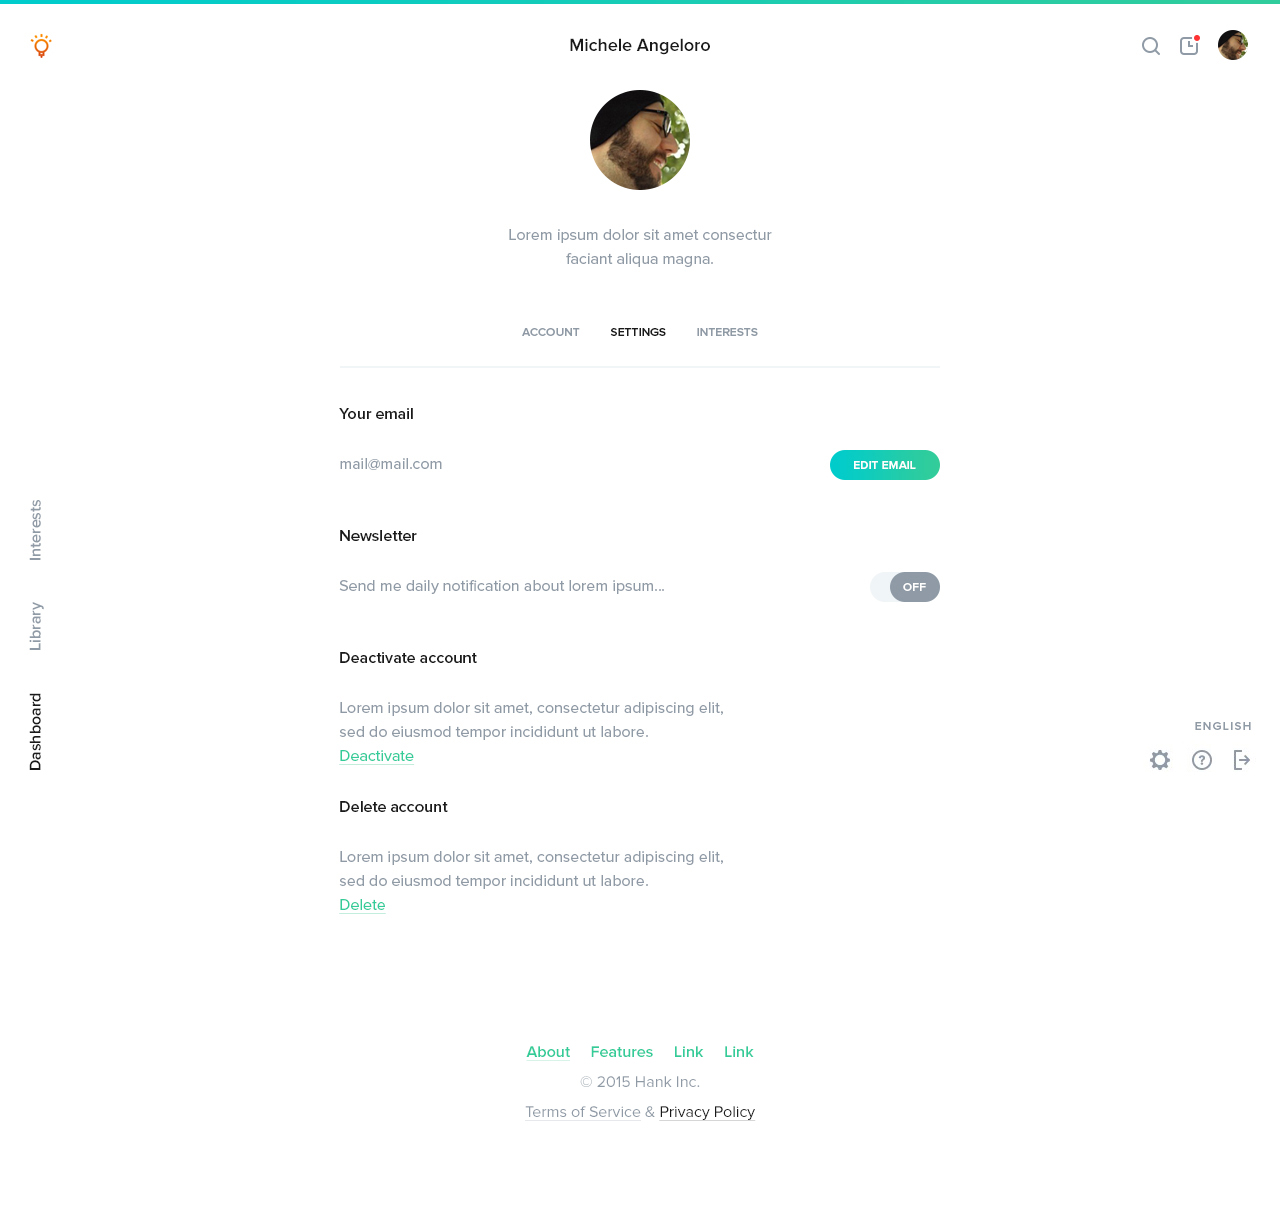 Michele Angeloro
Lorem ipsum dolor sit amet consectur
faciant aliqua magna.
ACCOUNT SETTINGS INTERESTS
Your email
mail@mail.com EDIT EMAIL
Newsletter
Send me daily notification about lorem ipsum... OFF
Deactivate account
Lorem ipsum dolor sit amet, consectetur adipiscing elit,
sed do eiusmod tempor incididunt ut labore.
Deactivate
Delete account
Lorem ipsum dolor sit amet, consectetur adipiscing elit,
sed do eiusmod tempor incididunt ut labore.
Delete
Interests
Library
Dashboard
ENGLISH
About Features Link Link
© 2015 Hank Inc.
Terms of Service & Privacy Policy